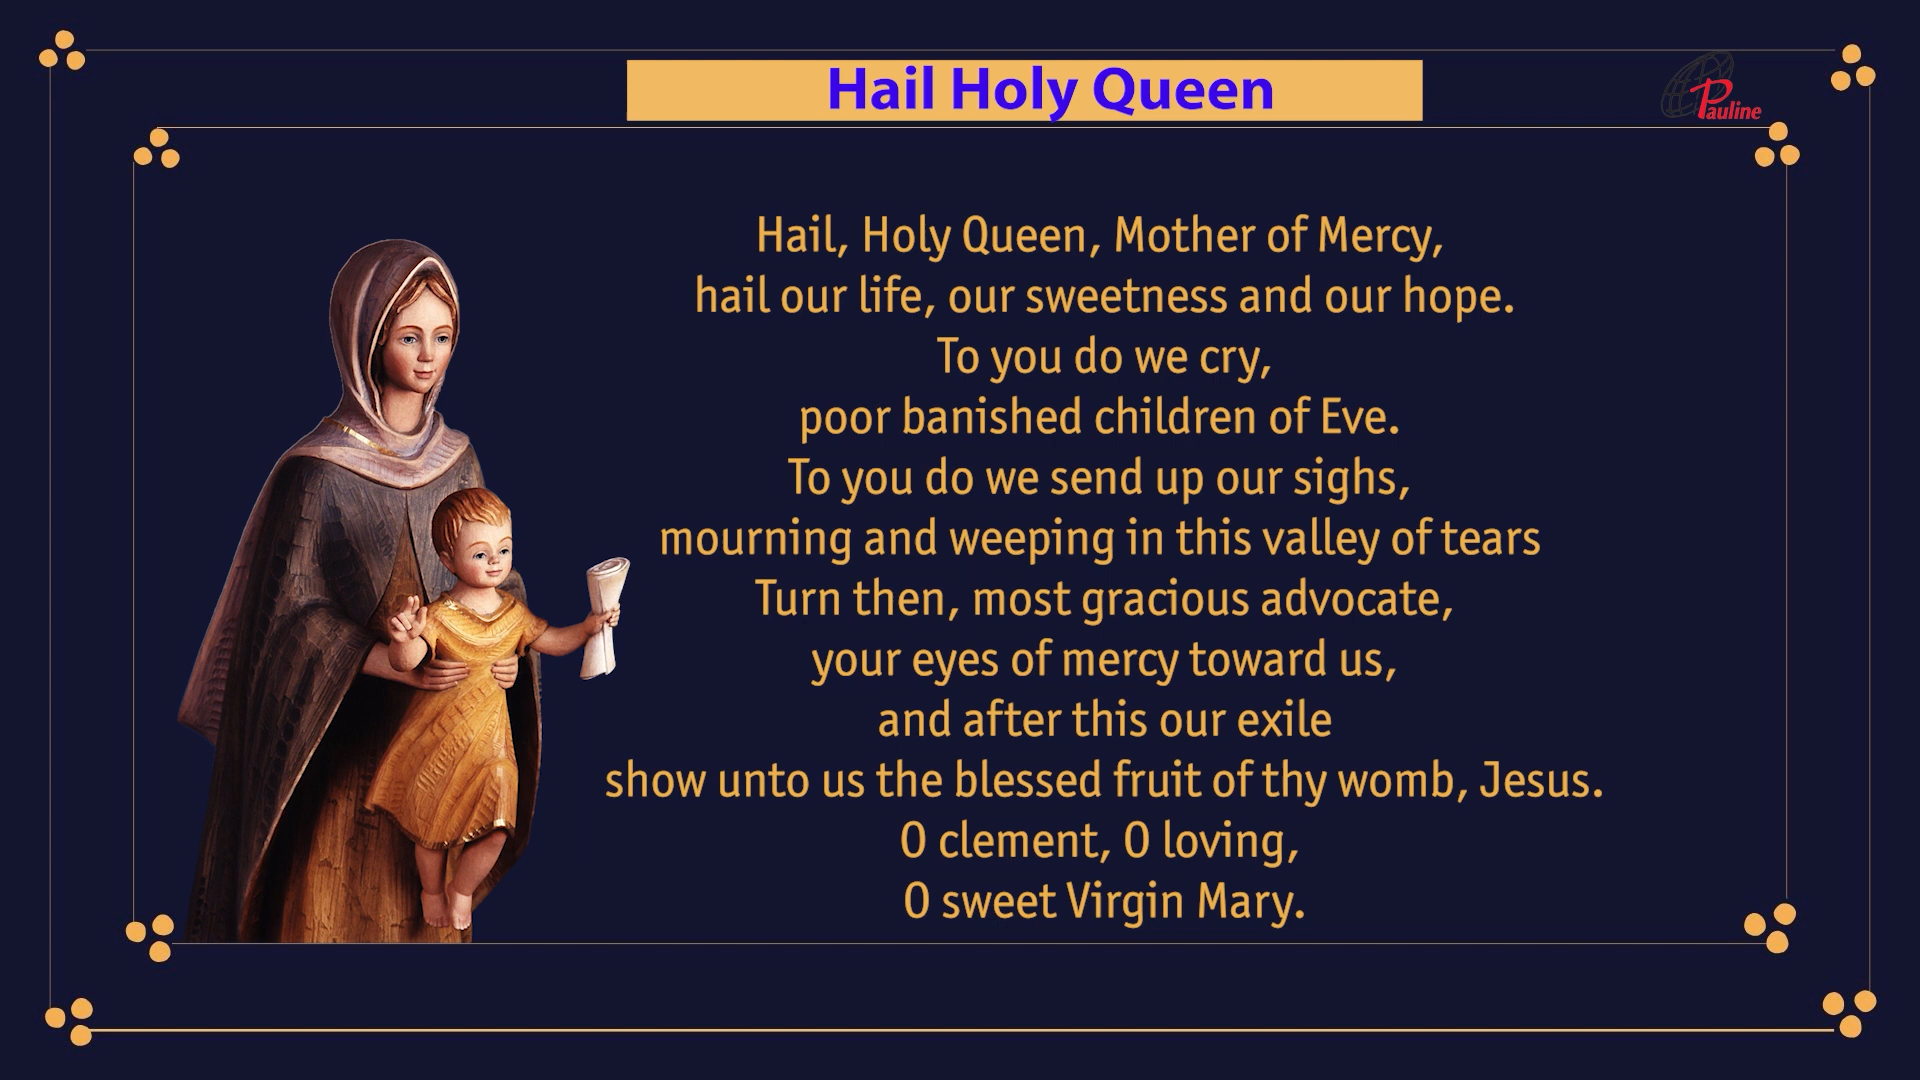 Hail Holy Queen
Pauline
Hail, Holy Queen, Mother of Mercy,
hail our life, our sweetness and our hope.
To you do we cry,
poor banished children of Eve.
To you do we send up our sighs,
mourning and weeping in this valley of tears
Turn then, most gracious advocate,
your eyes of mercy toward us,
and after this our exile
show unto us the blessed fruit of thy womb, Jesus.
O clement, O loving,
O sweet Virgin Mary.